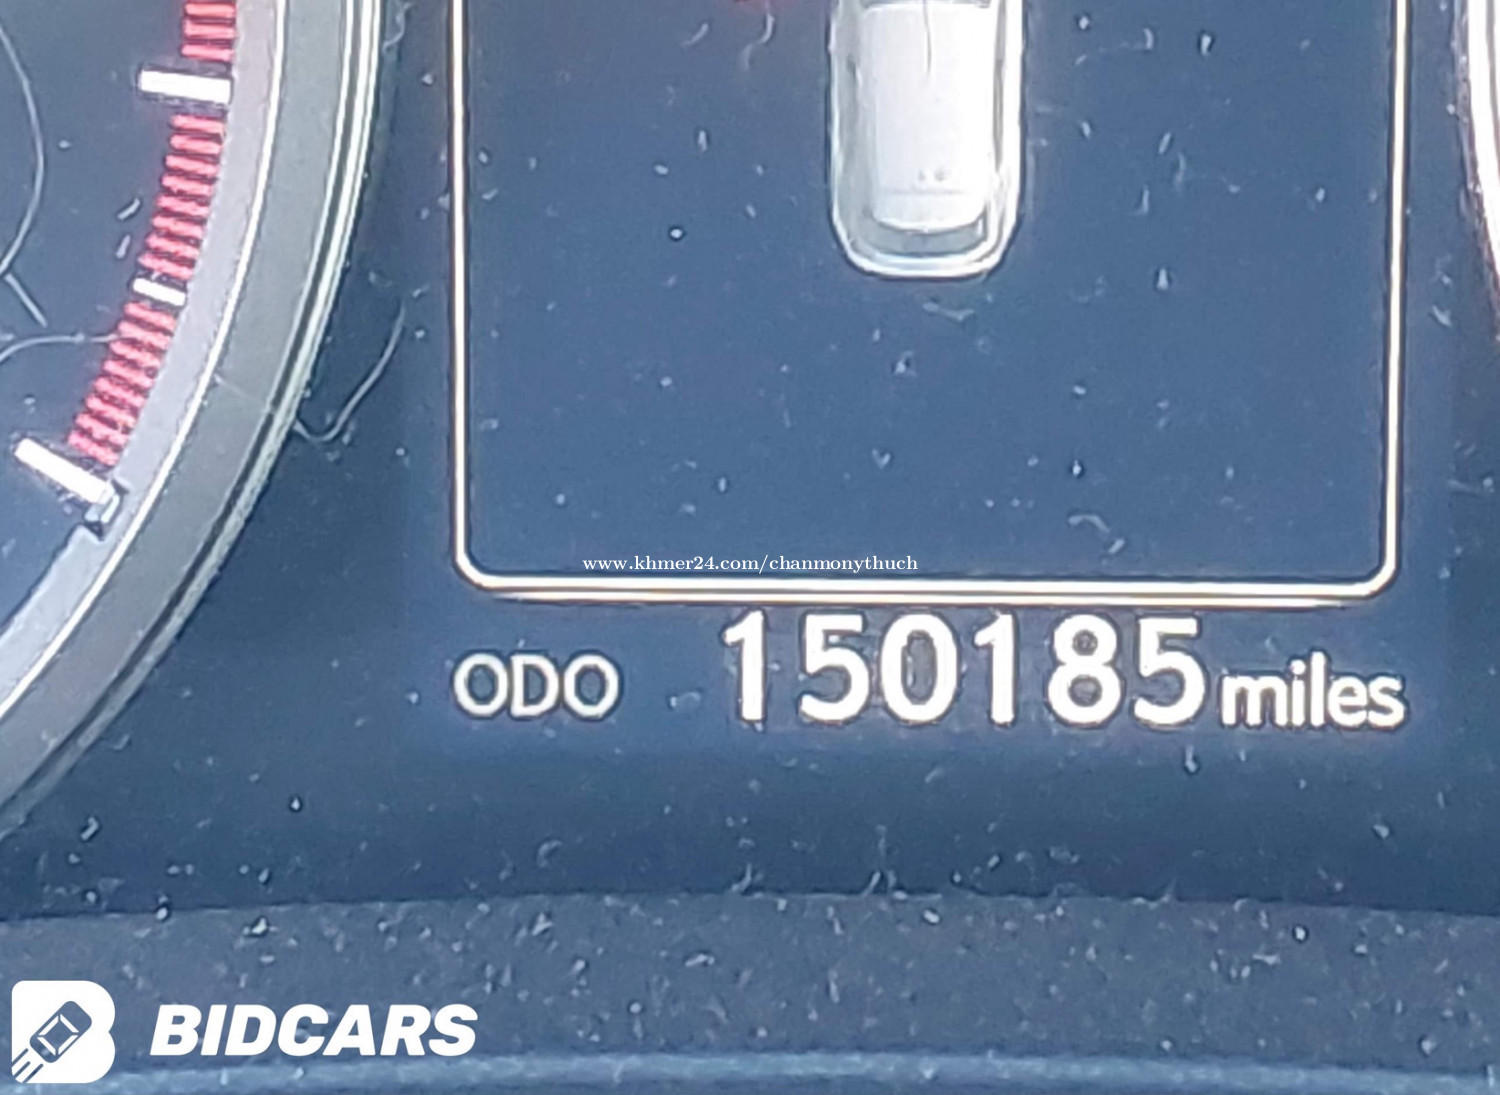 www.khmer24.com/chanmonythuch
ODO 150185 miles
BIDCARS